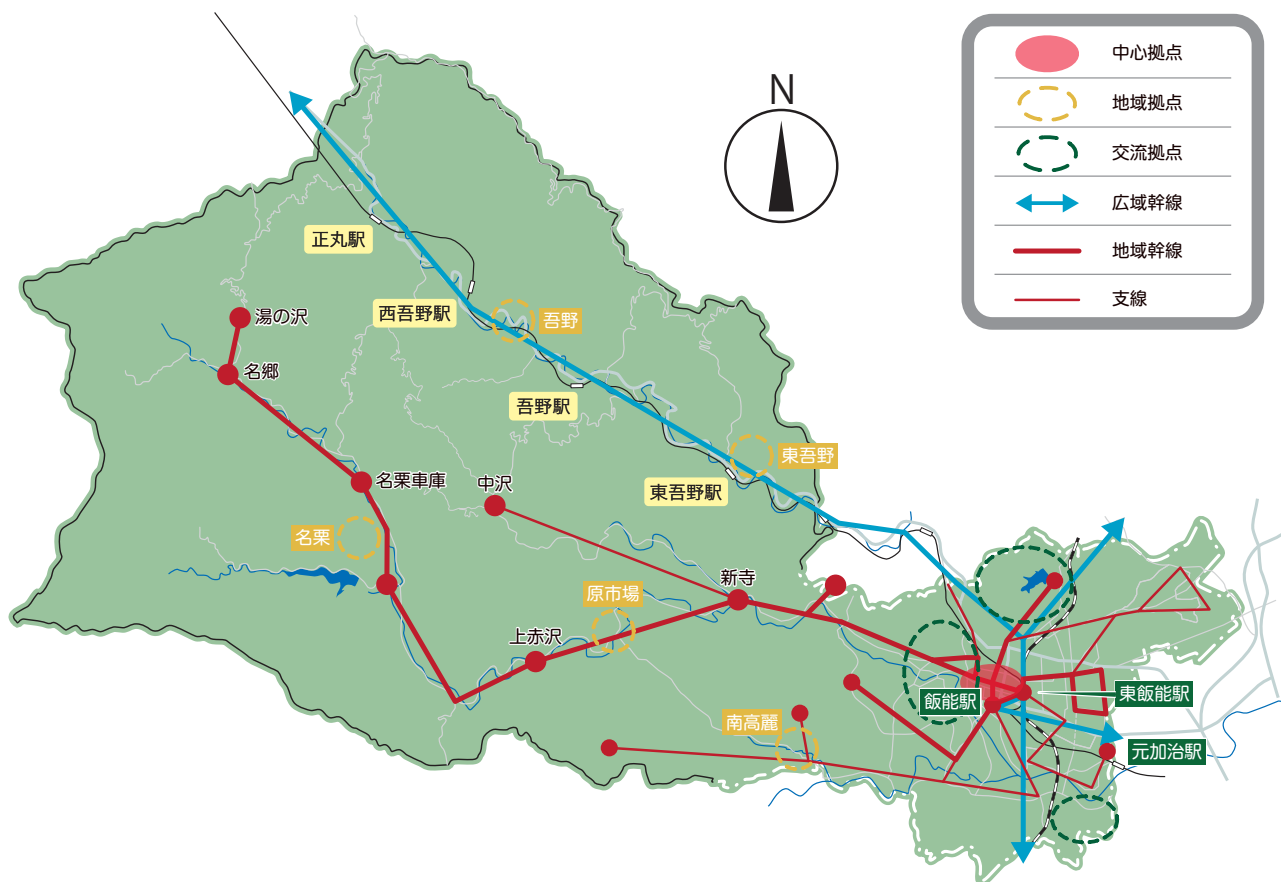 中心拠点
地域拠点
交流拠点
広域幹線
地域幹線
支線
N
正丸駅
西吾野駅
吾野
湯の沢
名郷
吾野駅
東吾野
名栗車庫
中沢
東吾野駅
名栗
新寺
原市場
上赤沢
飯能駅
東飯能駅
南高麗
元加治駅